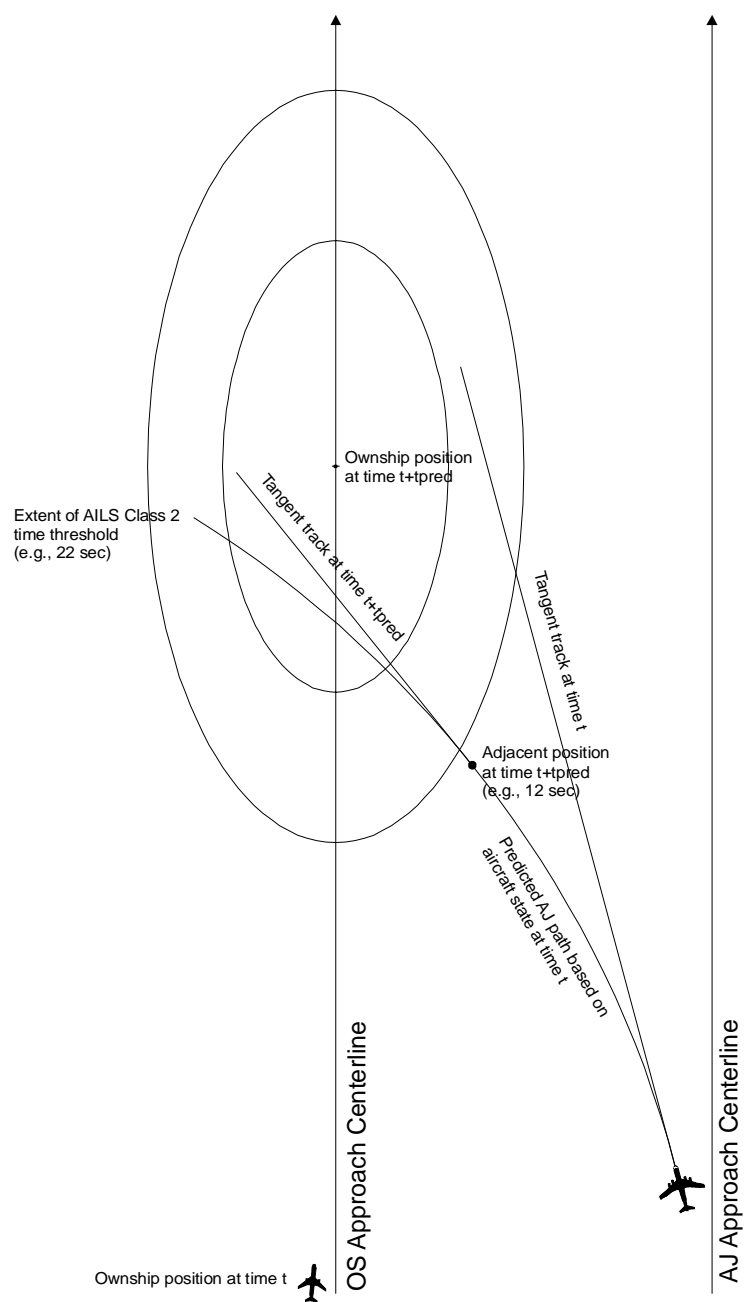 Ownship position
at time t+tpred
Extent of AILS Class 2
time threshold
(e.g., 22 sec)
Tangent track at time t+tpred
Tangent track at time t
Adjacent position
at time t+tpred
(e.g., 12 sec)
Predicted AJ path based on
aircraft state at time t
OS Approach Centerline
AJ Approach Centerline
Ownship position at time t